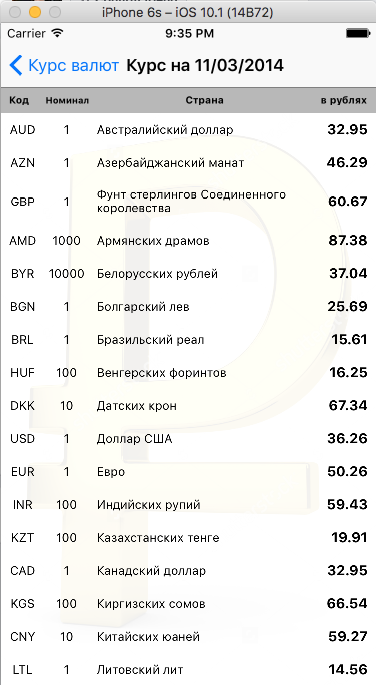 iPhone 6s – iOS 10.1 (14B72)
Carrier 9:35 PM
Курс валют Курс на 11/03/2014
Код Номинал Страна в рублях
AUD 1 Австралийский доллар 32.95
AZN 1 Азербайджанский манат 46.29
GBP 1 Фунт стерлингов Соединенного
королевства 60.67
AMD 1000 Армянских драмов 87.38
BYR 10000 Белорусских рублей 37.04
BGN 1 Болгарский лев 25.69
BRL 1 Бразильский реал 15.61
HUF 100 Венгерских форинтов 16.25
DKK 10 Датских крон 67.34
USD 1 Доллар США 36.26
EUR 1 Евро 50.26
INR 100 Индийских рупий 59.43
KZT 100 Казахстанских тенге 19.91
CAD 1 Канадский доллар 32.95
KGS 100 Киргизских сомов 66.54
CNY 10 Китайских юаней 59.27
LTL 1 Литовский лит 14.56